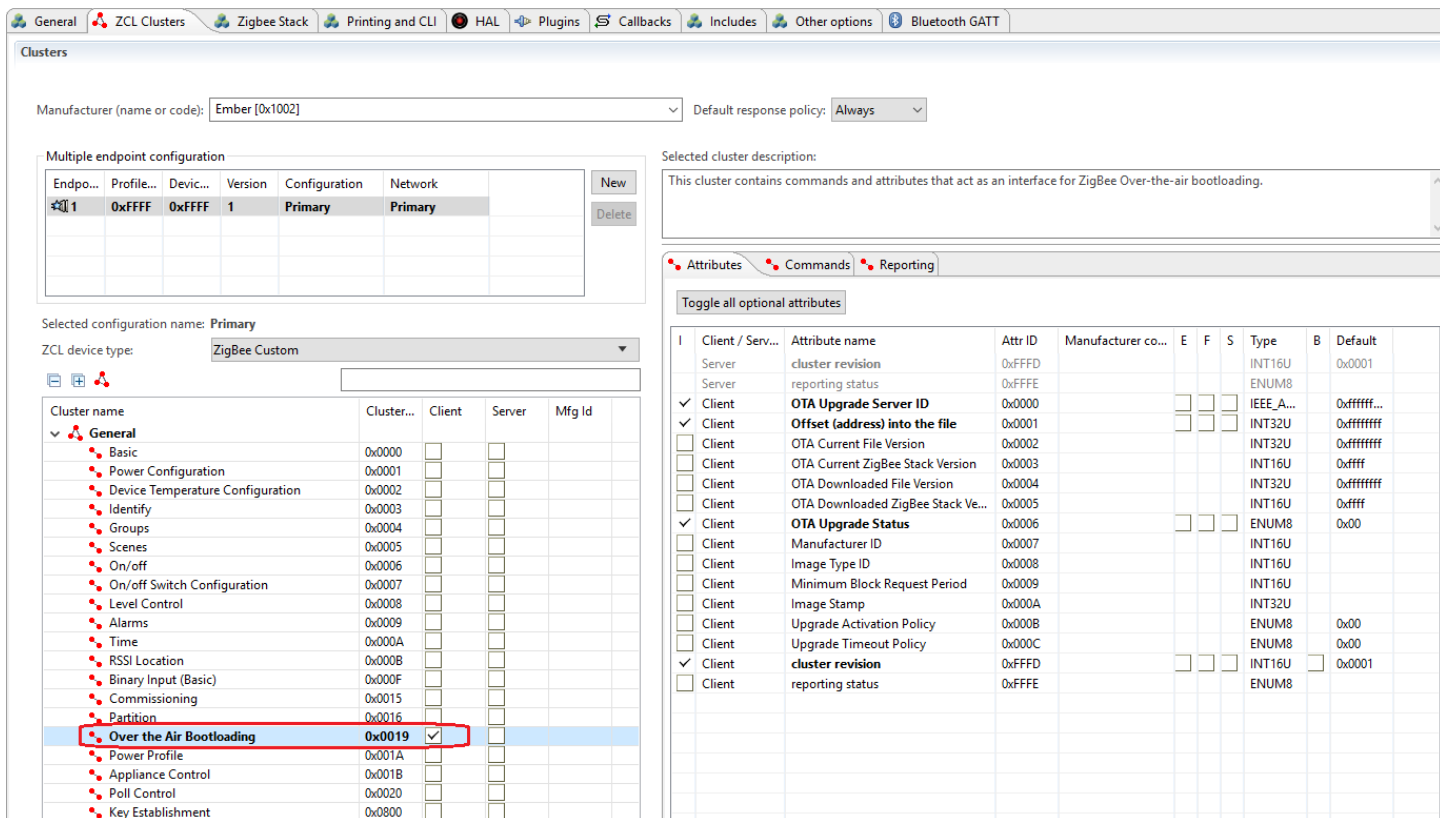 General ZCL Clusters Zigbee Stack Printing and CLI HAL Plugins Callbacks Includes Other options Bluetooth GATT
Clusters
Manufacturer (name or code): Ember [0x1002] Default response policy: Always
Multiple endpoint configuration
Endpo... Profile... Devic... Version Configuration Network
1 0xFFFF 0xFFFF 1 Primary Primary
New
Delete
Selected configuration name: Primary
ZCL device type: ZigBee Custom
Cluster name Cluster... Client Server Mfg Id
General
Basic 0x0000
Power Configuration 0x0001
Device Temperature Configuration 0x0002
Identify 0x0003
Groups 0x0004
Scenes 0x0005
On/off 0x0006
On/off Switch Configuration 0x0007
Level Control 0x0008
Alarms 0x0009
Time 0x000A
RSSI Location 0x000B
Binary Input (Basic) 0x000F
Commissioning 0x0015
Partition 0x0016
Over the Air Bootloading 0x0019
Power Profile 0x001A
Appliance Control 0x001B
Poll Control 0x0020
Key Establishment 0x0800
Selected cluster description:
This cluster contains commands and attributes that act as an interface for ZigBee Over-the-air bootloading.
Attributes Commands Reporting
Toggle all optional attributes
I Client / Serv... Attribute name Attr ID Manufacturer co... E F S Type B Default
Server cluster revision 0xFFFD INT16U 0x0001
Server reporting status 0xFFFE ENUM8
Client OTA Upgrade Server ID 0x0000 IEEE_A... 0xffffff...
Client Offset (address) into the file 0x0001 INT32U 0xffffffff
Client OTA Current File Version 0x0002 INT32U 0xffffffff
Client OTA Current ZigBee Stack Version 0x0003 INT16U 0xffff
Client OTA Downloaded File Version 0x0004 INT32U 0xffffffff
Client OTA Downloaded ZigBee Stack Ve... 0x0005 INT16U 0xffff
Client OTA Upgrade Status 0x0006 ENUM8 0x00
Client Manufacturer ID 0x0007 INT16U
Client Image Type ID 0x0008 INT16U
Client Minimum Block Request Period 0x0009 INT16U
Client Image Stamp 0x000A INT32U
Client Upgrade Activation Policy 0x000B ENUM8 0x00
Client Upgrade Timeout Policy 0x000C ENUM8 0x00
Client cluster revision 0xFFFD INT16U 0x0001
Client reporting status 0xFFFE ENUM8